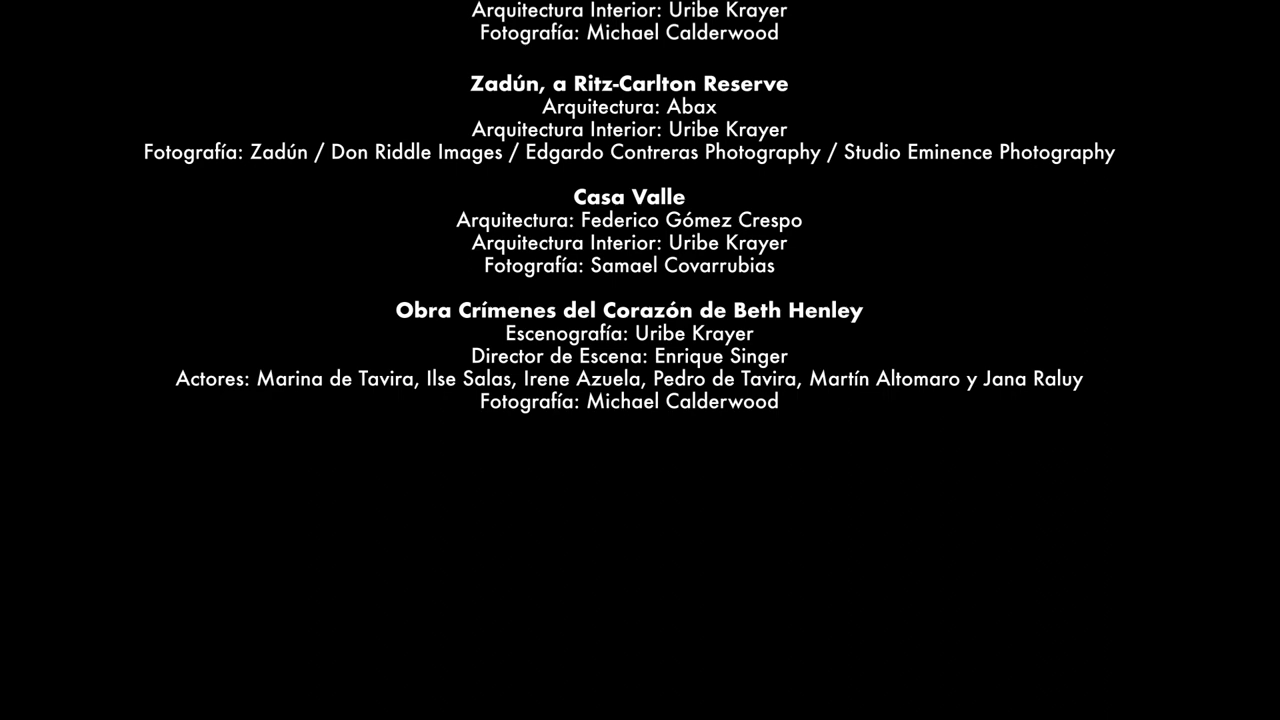 Arquitectura Interior: Uribe Krayer
Fotografía: Michael Calderwood
Zadún, a Ritz-Carlton Reserve
Arquitectura: Abax
Arquitectura Interior: Uribe Krayer
Fotografía: Zadún / Don Riddle Images / Edgardo Contreras Photography / Studio Eminence Photography
Casa Valle
Arquitectura: Federico Gómez Crespo
Arquitectura Interior: Uribe Krayer
Fotografía: Samael Covarrubias
Obra Crímenes del Corazón de Beth Henley
Escenografía: Uribe Krayer
Director de Escena: Enrique Singer
Actores: Marina de Tavira, Ilse Salas, Irene Azuela, Pedro de Tavira, Martín Altomaro y Jana Raluy
Fotografía: Michael Calderwood